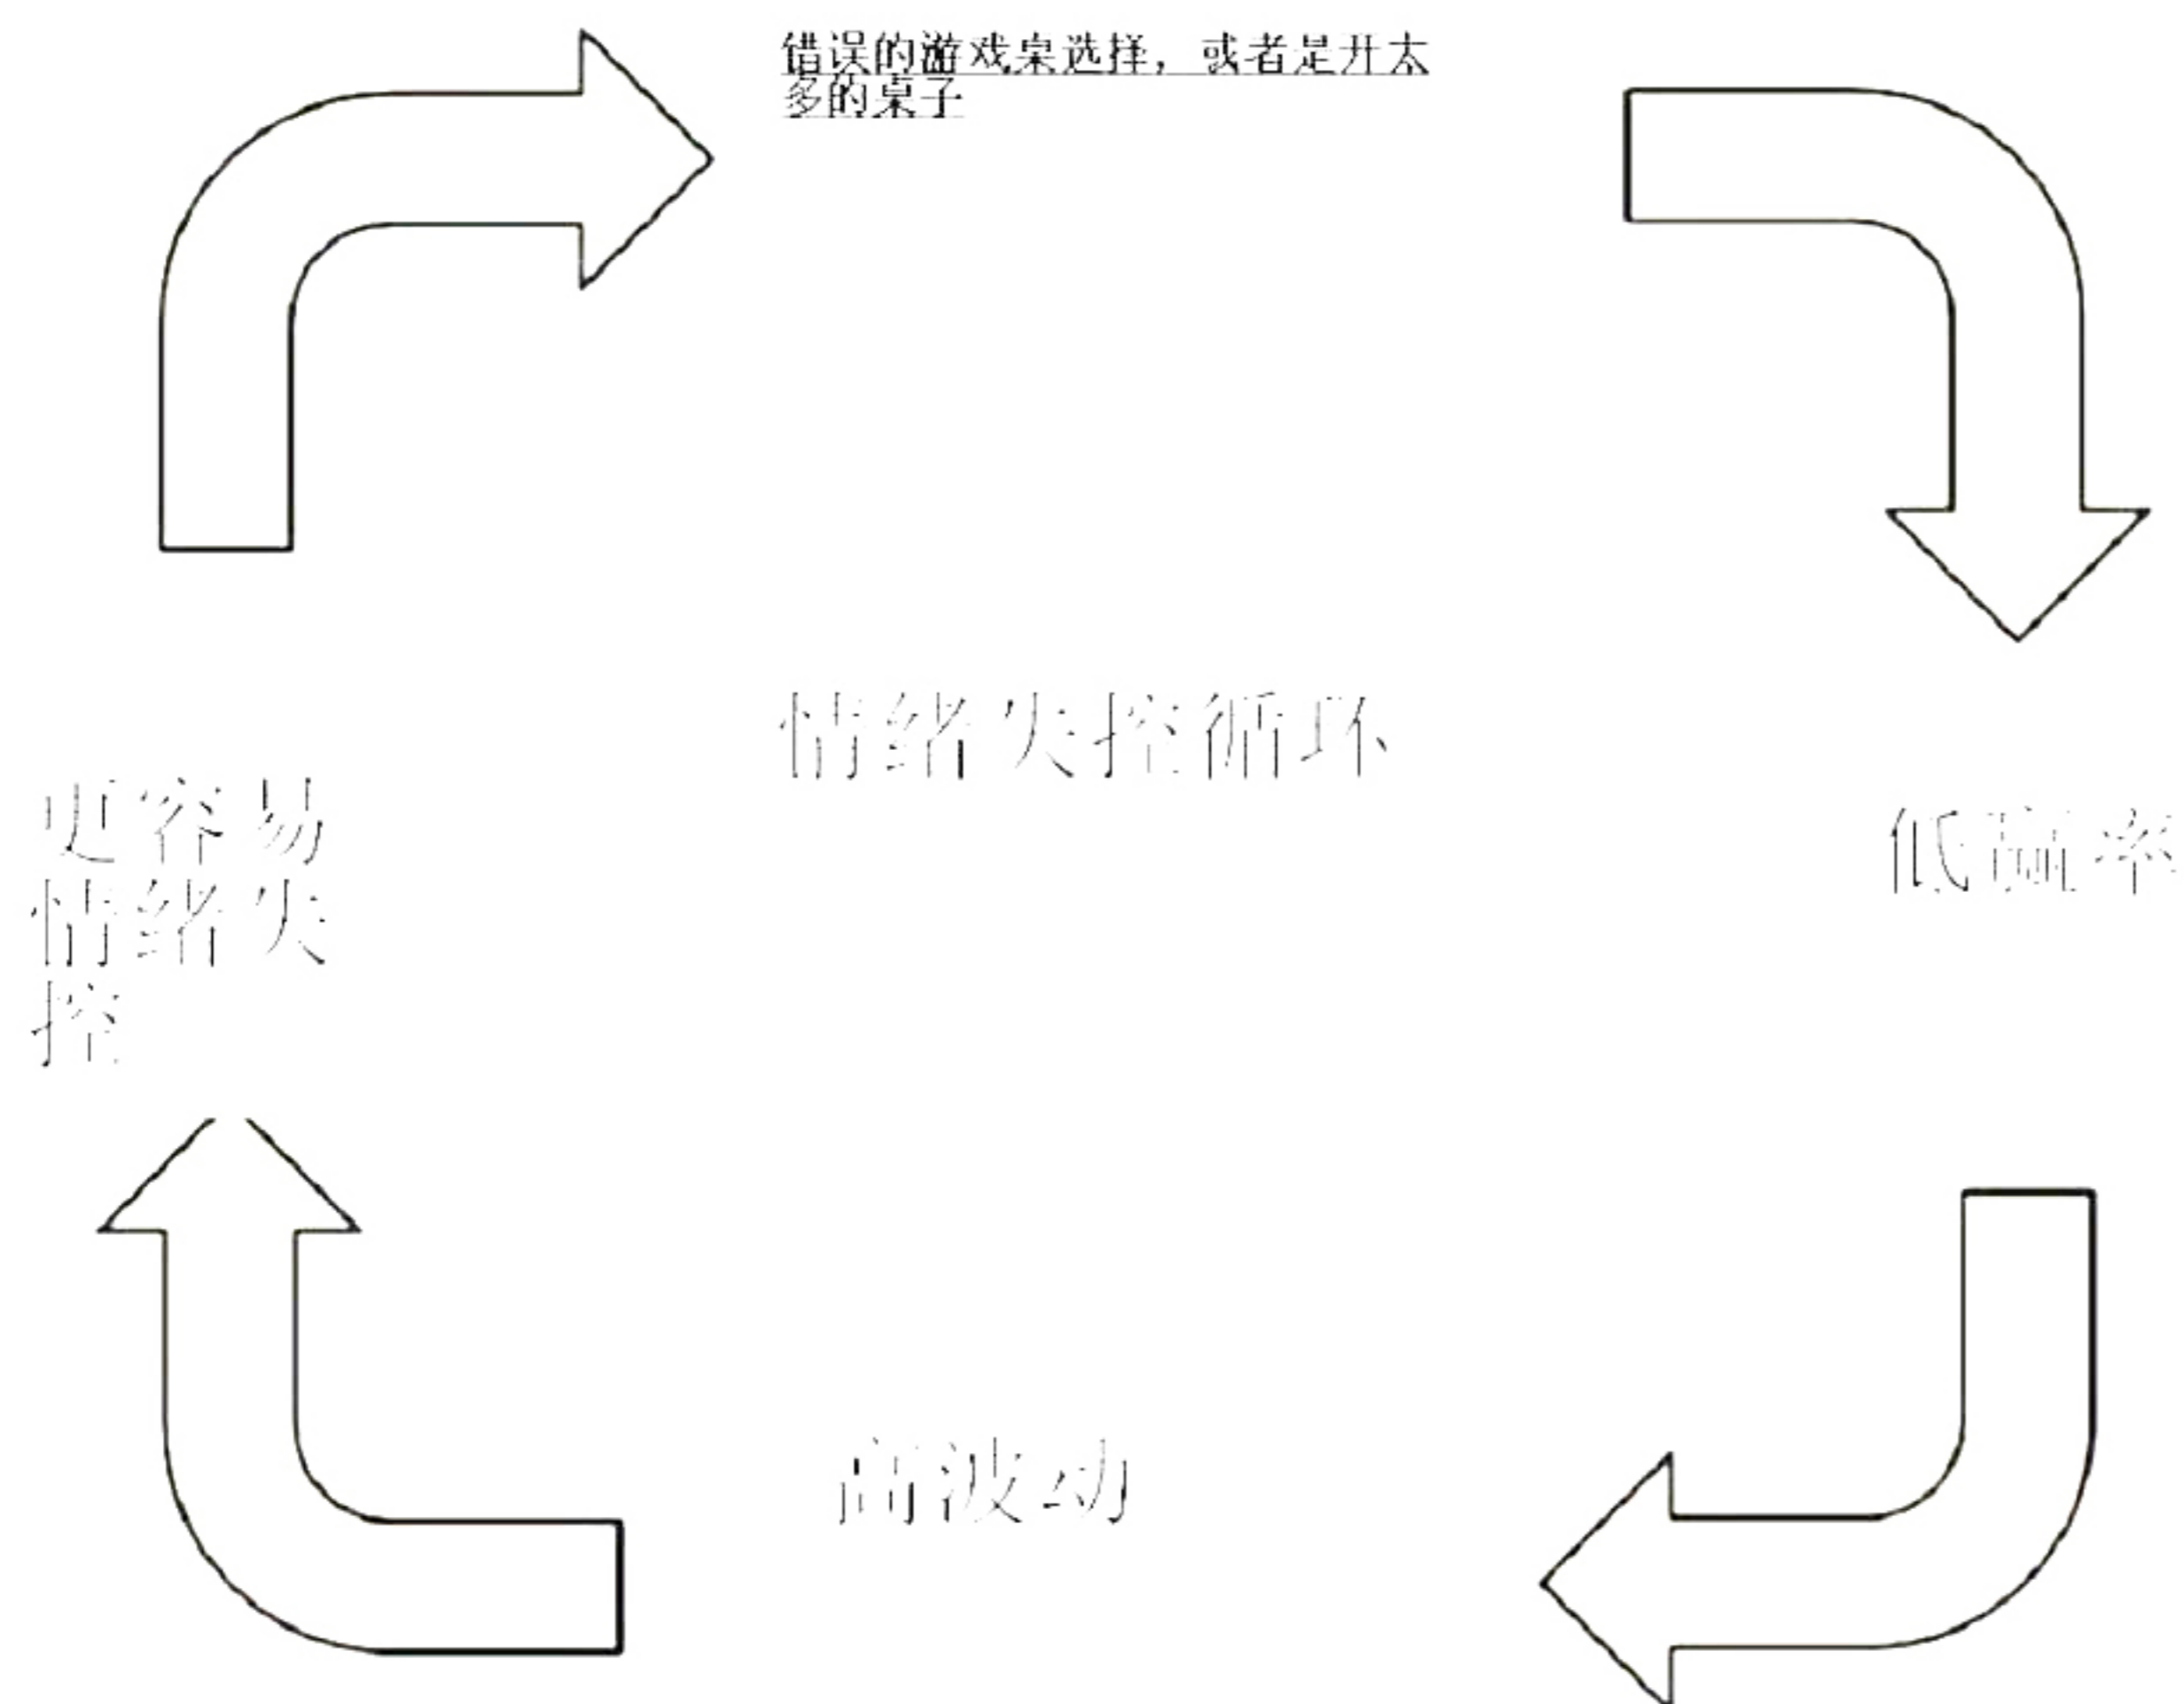 错误的游戏桌选择，或者是开太
多的桌子
情绪失控循环
更容易
情绪失
控
低赢率
高波动